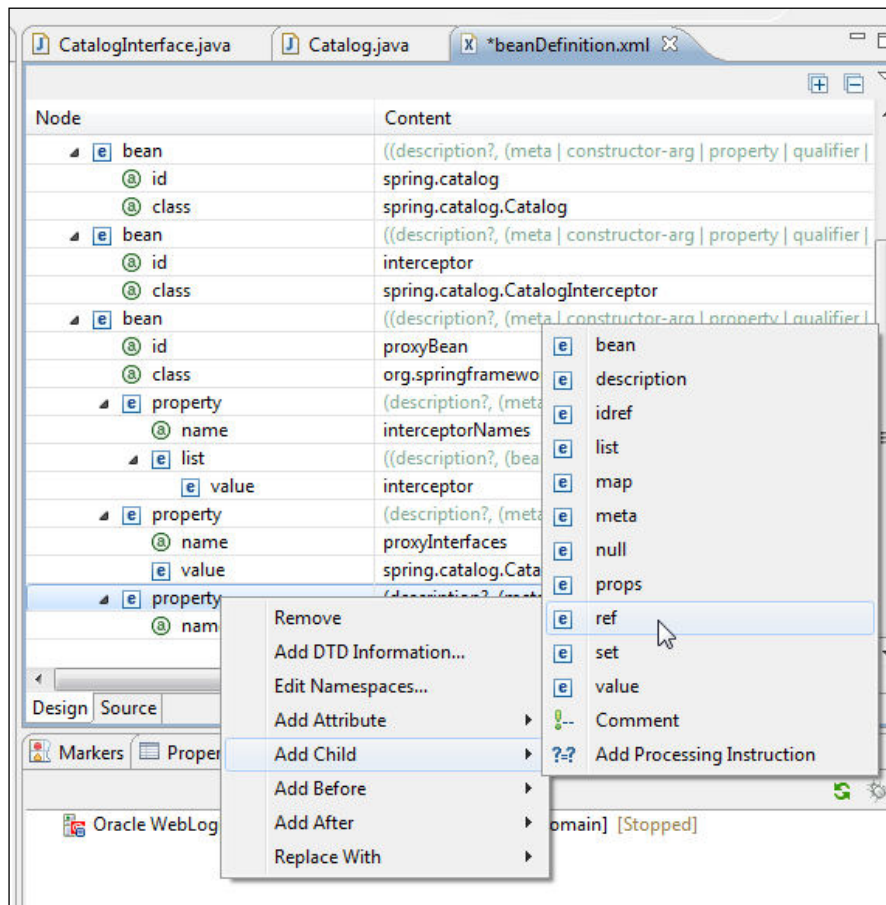 CatalogInterface.java Catalog.java *beanDefinition.xml
Node Content
bean ((description?, (meta | constructor-arg | property | qualifier |
id spring.catalog
class spring.catalog.Catalog
bean ((description?, (meta | constructor-arg | property | qualifier |
id interceptor
class spring.catalog.CatalogInterceptor
bean ((description?, (meta | constructor-arg | property | qualifier |
id proxyBean
class org.springframewo
property (description?, (meta
name interceptorNames
list ((description?, (bea
value interceptor
property (description?, (meta
name proxyInterfaces
value spring.catalog.Cata
property (description?, (meta
nam
Design Source
Markers Proper
Oracle WebLog omain] [Stopped]
Remove
Add DTD Information...
Edit Namespaces...
Add Attribute
Add Child
Add Before
Add After
Replace With
bean
description
idref
list
map
meta
null
props
ref
set
value
Comment
Add Processing Instruction